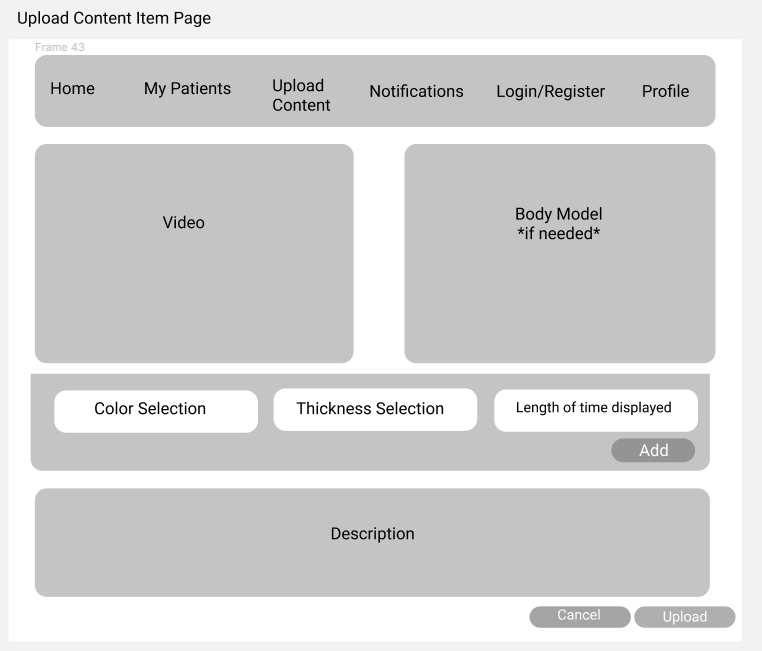 Upload Content Item Page
Frame 43
Home
My Patients
Upload
Content
Notifications
Login/Register
Profile
Video
Body Model
*if needed*
Color Selection
Thickness Selection
Length of time displayed
Add
Description
Cancel
Upload